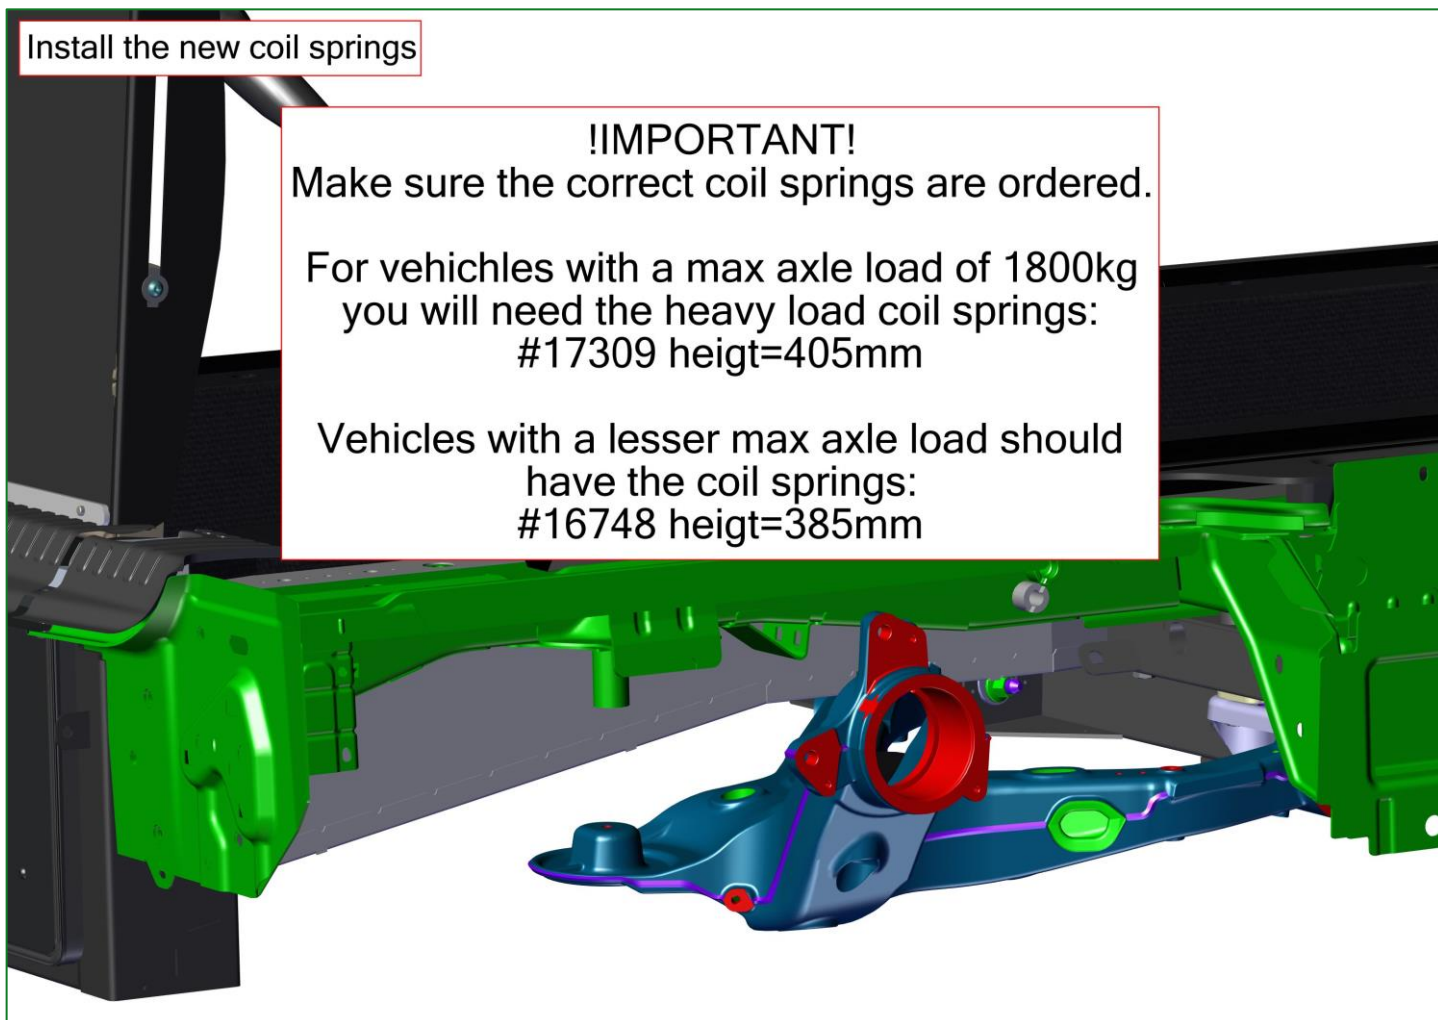 Install the new coil springs
!IMPORTANT!
Make sure the correct coil springs are ordered.
For vehichles with a max axle load of 1800kg
you will need the heavy load coil springs:
#17309 heigt=405mm
Vehicles with a lesser max axle load should
have the coil springs:
#16748 heigt=385mm